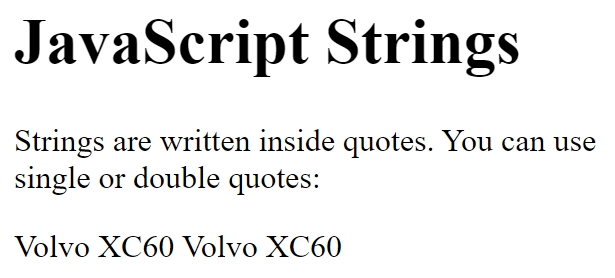 JavaScript Strings
Strings are written inside quotes. You can use
single or double quotes:
Volvo XC60 Volvo XC60